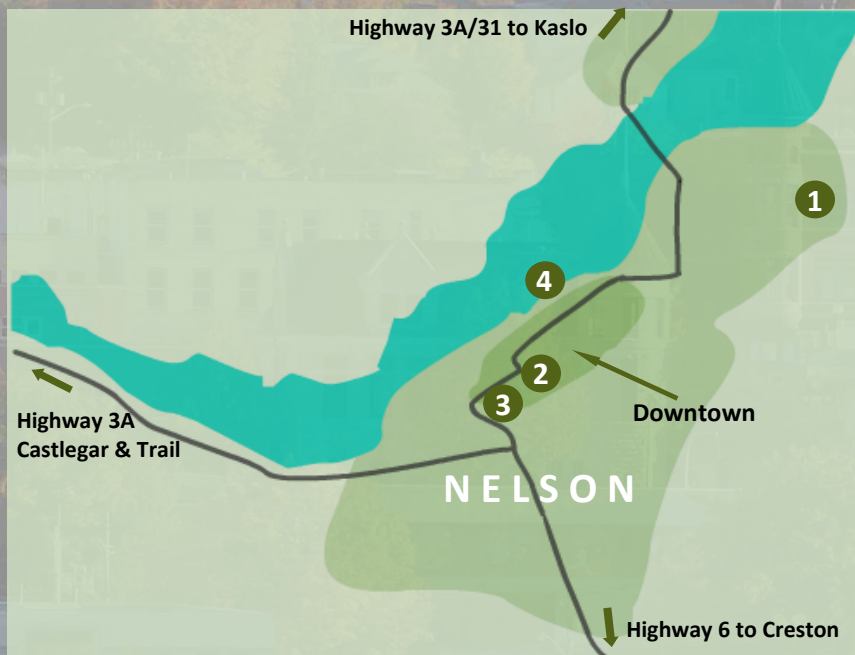 Highway 3A/31 to Kaslo
1
4
2
3
Downtown
Highway 3A
Castlegar & Trail
NELSON
Highway 6 to Creston